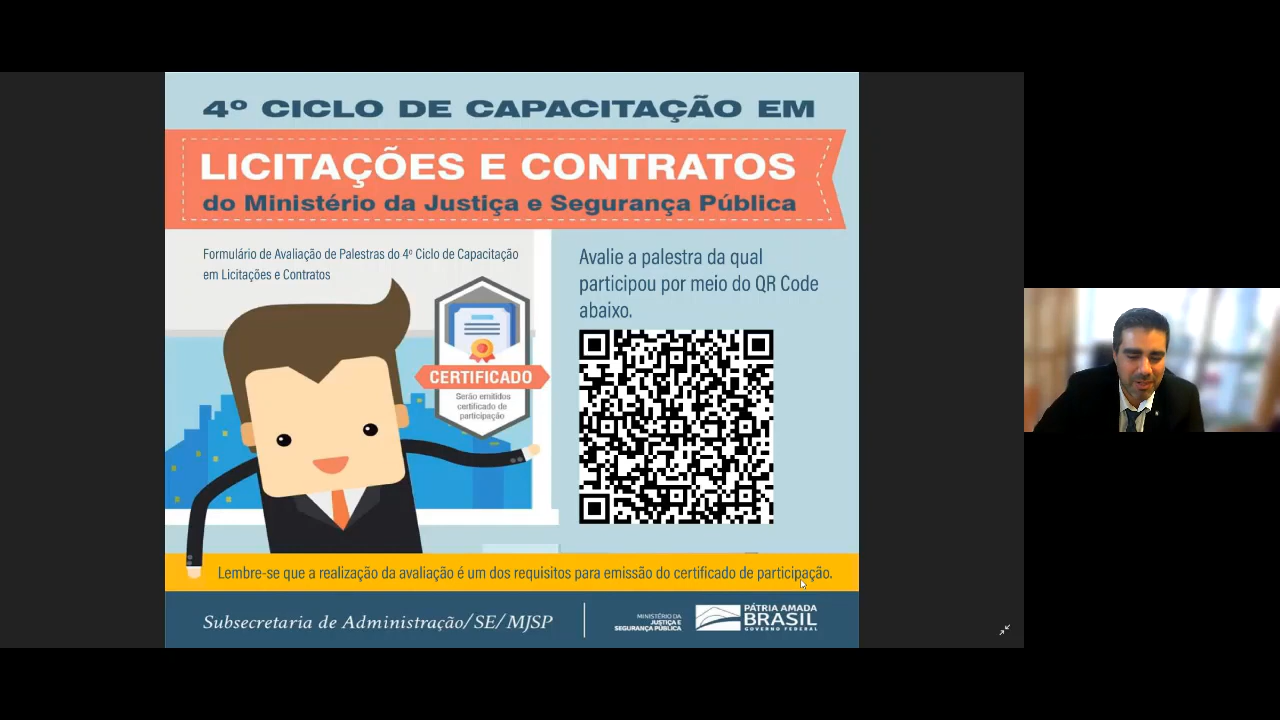 4º CICLO DE CAPACITAÇÃO EM
LICITAÇÕES E CONTRATOS
do Ministério da Justiça e Segurança Pública
Formulário de Avaliação de Palestras do 4º Ciclo de Capacitação
em Licitações e Contratos
CERTIFICADO
Serão emitidos
certificado de
participação
Avalie a palestra da qual
participou por meio do QR Code
abaixo.
Lembre-se que a realização da avaliação é um dos requisitos para emissão do certificado de participação.
Subsecretaria de Administração/SE/MJSP
MINISTÉRIO DA
JUSTIÇA E
SEGURANÇA PÚBLICA
PÁTRIA AMADA
BRASIL
GOVERNO FEDERAL